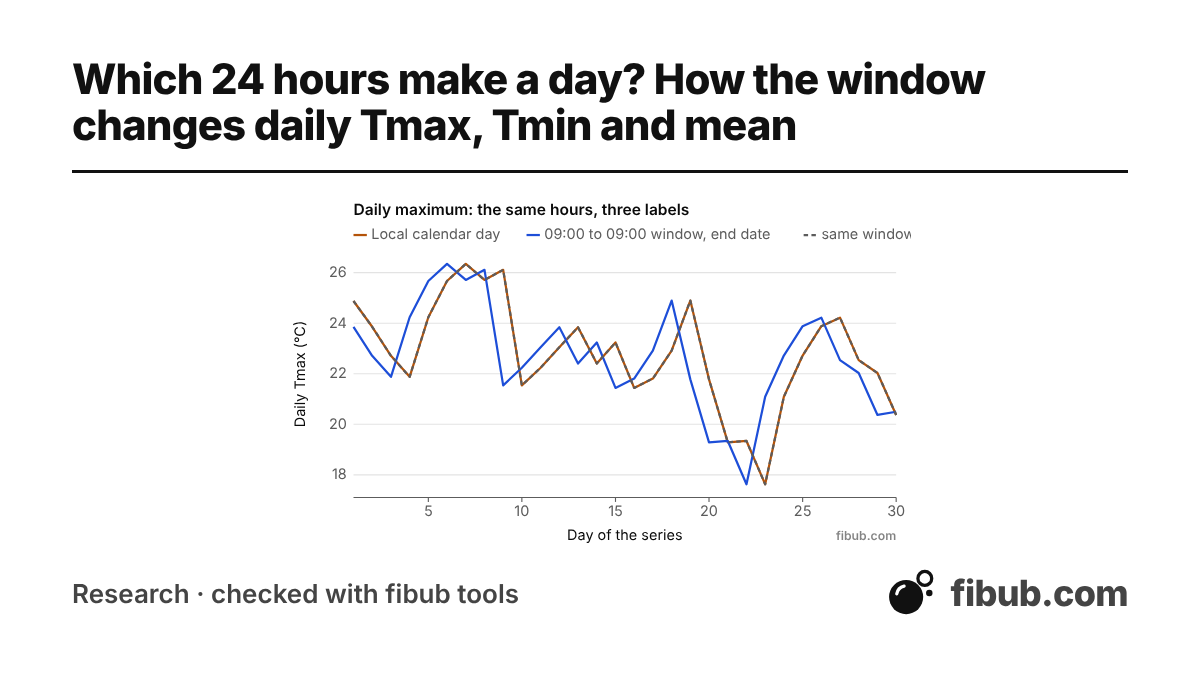 Which 24 hours make a day? How the window
changes daily Tmax, Tmin and mean
Daily maximum: the same hours, three labels
Local calendar day
09:00 to 09:00 window, end date
same window
26
24
22
20
18
Daily Tmax (°C)
5
10
15
20
25
30
Day of the series
fibub.com
Research · checked with fibub tools
fibub.com